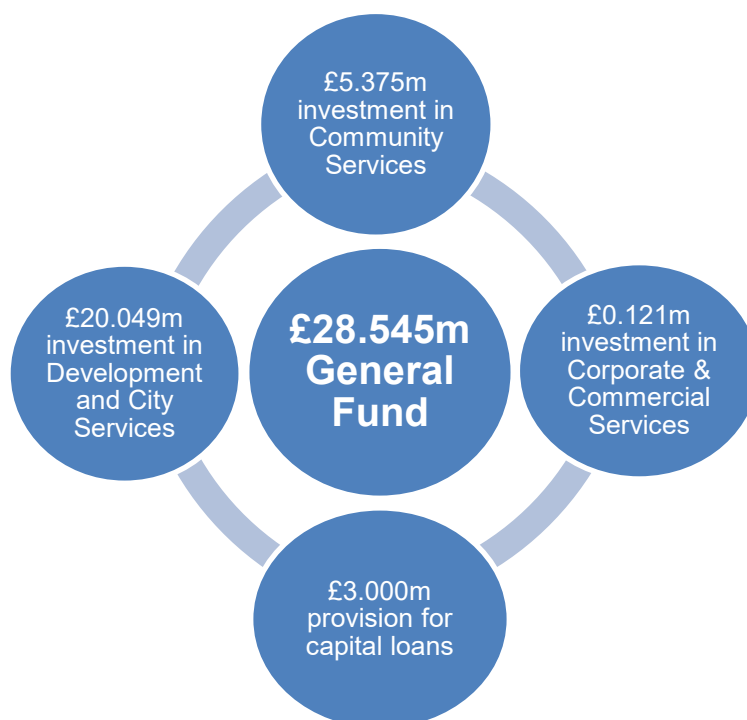 £5.375m
investment in
Community
Services
£20.049m
investment in
Development
and City
Services
£28.545m
General
Fund
£0.121m
investment in
Corporate &
Commercial
Services
£3.000m
provision for
capital loans